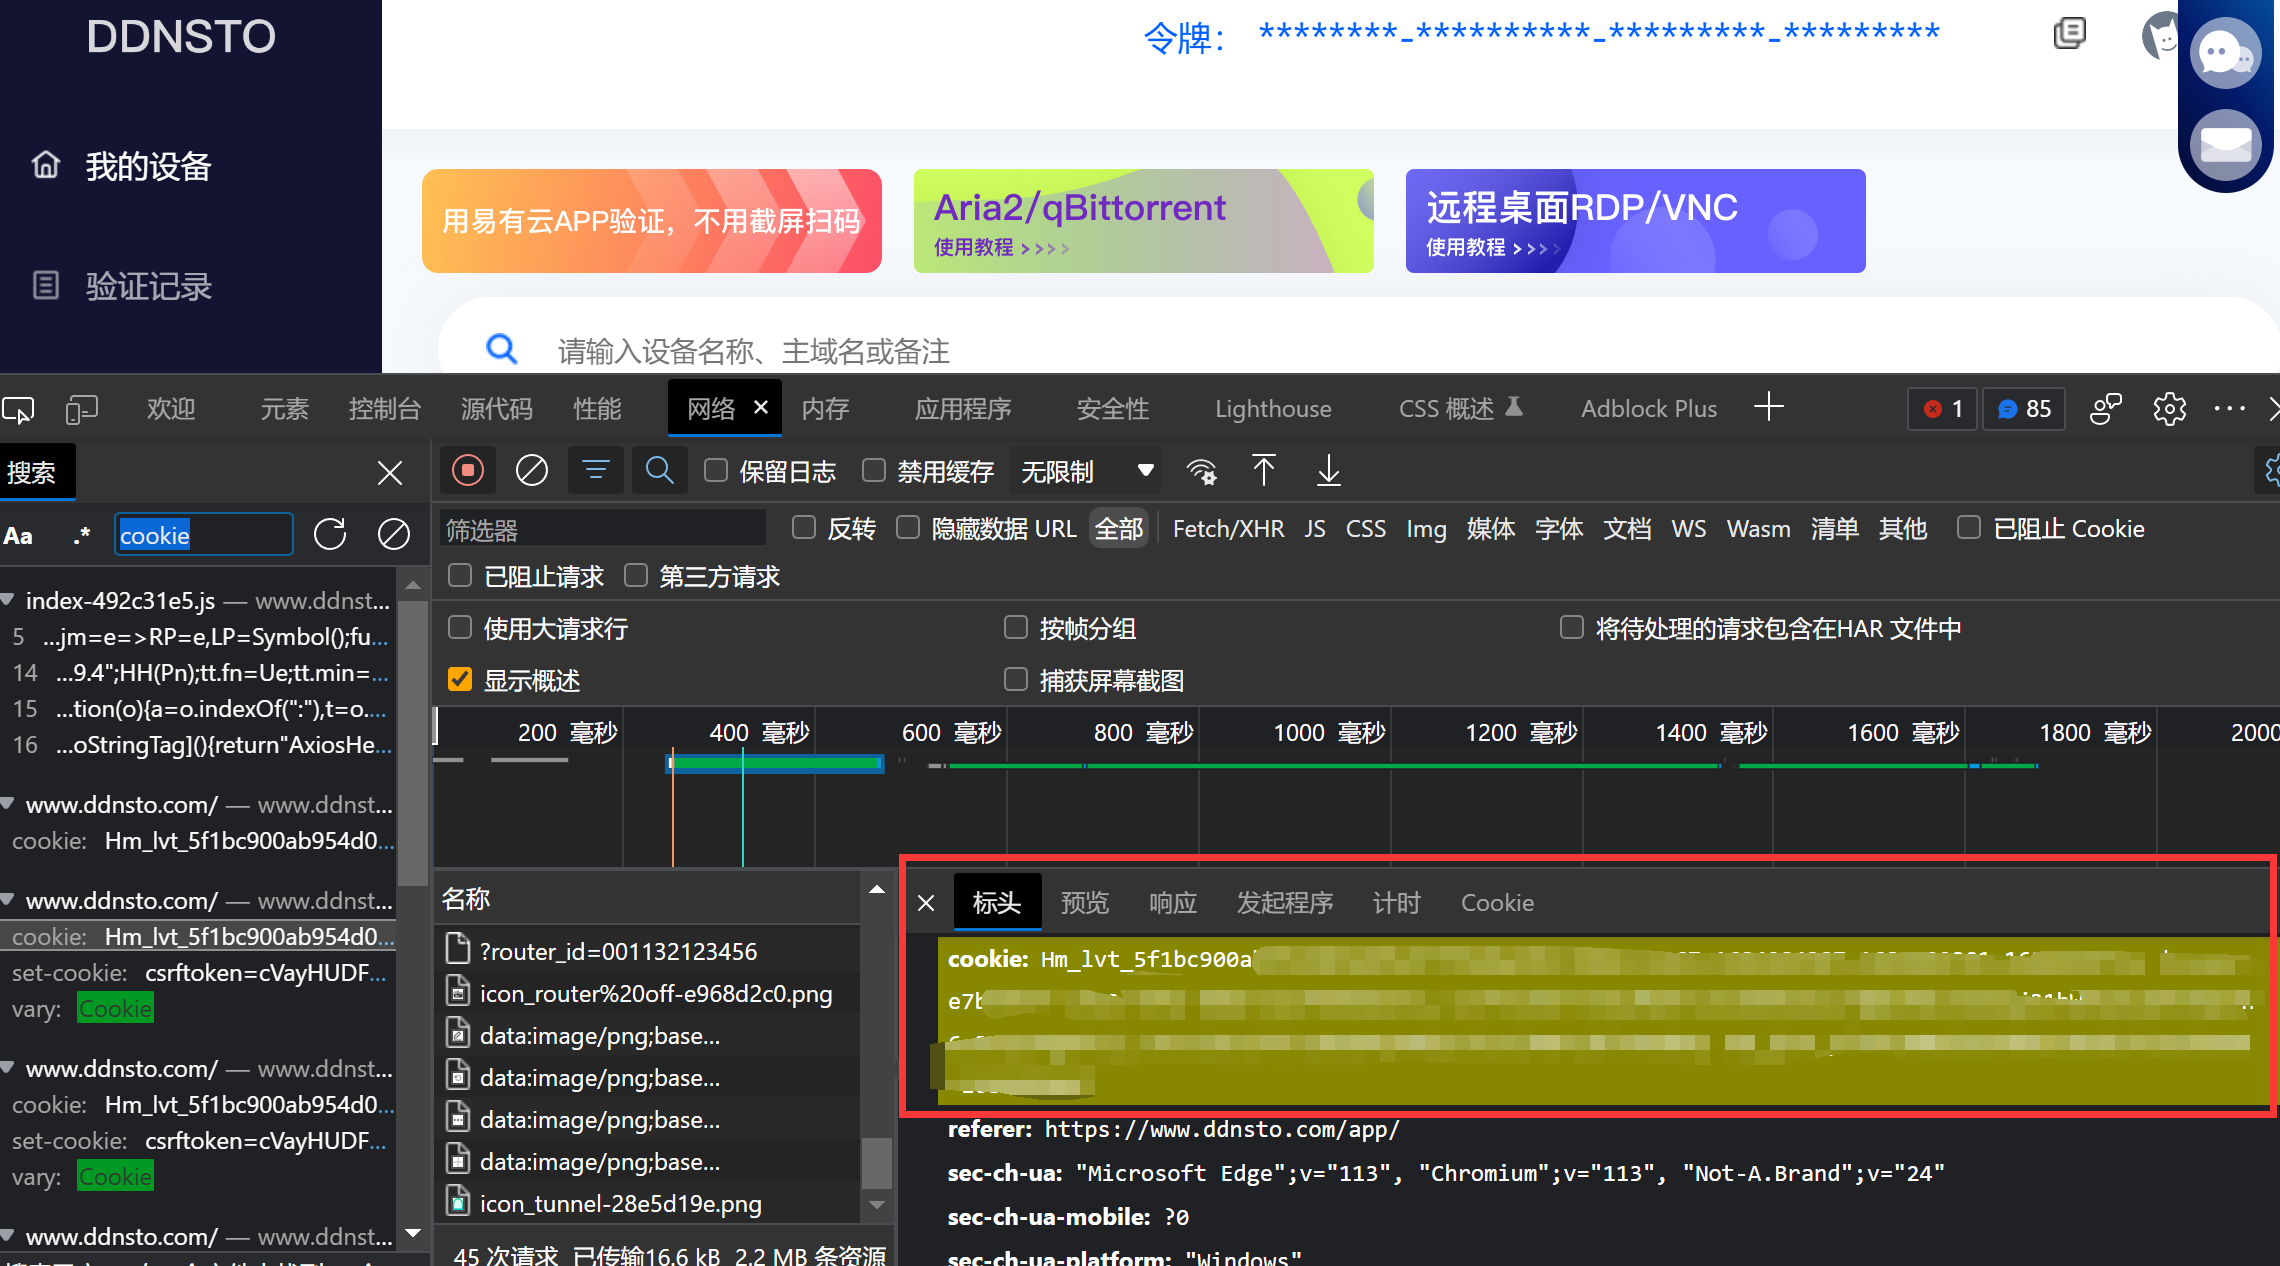 DDNSTO
令牌： ********-**********-*********-*********
我的设备
验证记录
用易有云APP验证，不用截屏扫码
Aria2/qBittorrent
使用教程 >>>>
远程桌面RDP/VNC
使用教程 >>>>
请输入设备名称、主域名或备注
欢迎 元素 控制台 源代码 性能 网络 内存 应用程序 安全性 Lighthouse CSS 概述 Adblock Plus 1 85
搜索
保留日志 禁用缓存 无限制
Aa .* cookie
筛选器 反转 隐藏数据 URL 全部 Fetch/XHR JS CSS Img 媒体 字体 文档 WS Wasm 清单 其他 已阻止 Cookie
已阻止请求 第三方请求
使用大请求行 按帧分组 将待处理的请求包含在HAR 文件中
显示概述 捕获屏幕截图
200 毫秒 400 毫秒 600 毫秒 800 毫秒 1000 毫秒 1200 毫秒 1400 毫秒 1600 毫秒 1800 毫秒 2000
index-492c31e5.js — www.ddnst...
5 ...jm=e=>RP=e,LP=Symbol();fu...
14 ...9.4";HH(Pn);tt.fn=Ue;tt.min=...
15 ...tion(o){a=o.indexOf(":"),t=o....
16 ...oStringTag](){return"AxiosHe...
www.ddnsto.com/ — www.ddnst...
cookie: Hm_lvt_5f1bc900ab954d0...
www.ddnsto.com/ — www.ddnst...
cookie: Hm_lvt_5f1bc900ab954d0...
set-cookie: csrftoken=cVayHUDF...
vary: Cookie
www.ddnsto.com/ — www.ddnst...
cookie: Hm_lvt_5f1bc900ab954d0...
set-cookie: csrftoken=cVayHUDF...
vary: Cookie
www.ddnsto.com/ — www.ddnst...
名称
?router_id=001132123456
icon_router%20off-e968d2c0.png
data:image/png;base...
data:image/png;base...
data:image/png;base...
data:image/png;base...
icon_tunnel-28e5d19e.png
45 次请求 已传输16.6 kB 2.2 MB 条资源
标头 预览 响应 发起程序 计时 Cookie
cookie: Hm_lvt_5f1bc900a
e7b
referer: https://www.ddnsto.com/app/
sec-ch-ua: "Microsoft Edge";v="113", "Chromium";v="113", "Not-A.Brand";v="24"
sec-ch-ua-mobile: ?0
sec-ch-ua-platform: "Windows"